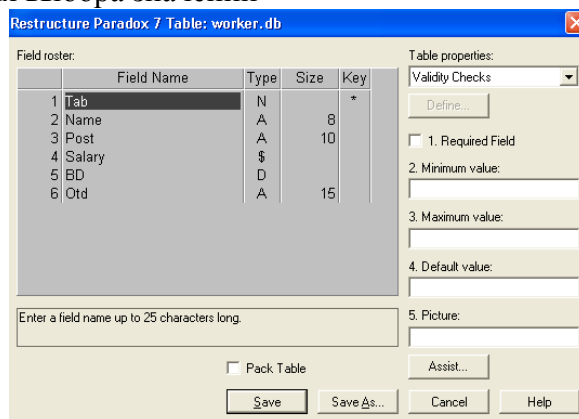 Restructure Paradox 7 Table: worker.db
Field roster:
Field Name Type Size Key
1 Tab N *
2 Name A 8
3 Post A 10
4 Salary $
5 BD D
6 Otd A 15
Enter a field name up to 25 characters long.
Pack Table
Save Save As...
Table properties:
Validity Checks
Define...
1. Required Field
2. Minimum value:
3. Maximum value:
4. Default value:
5. Picture:
Assist...
Cancel Help